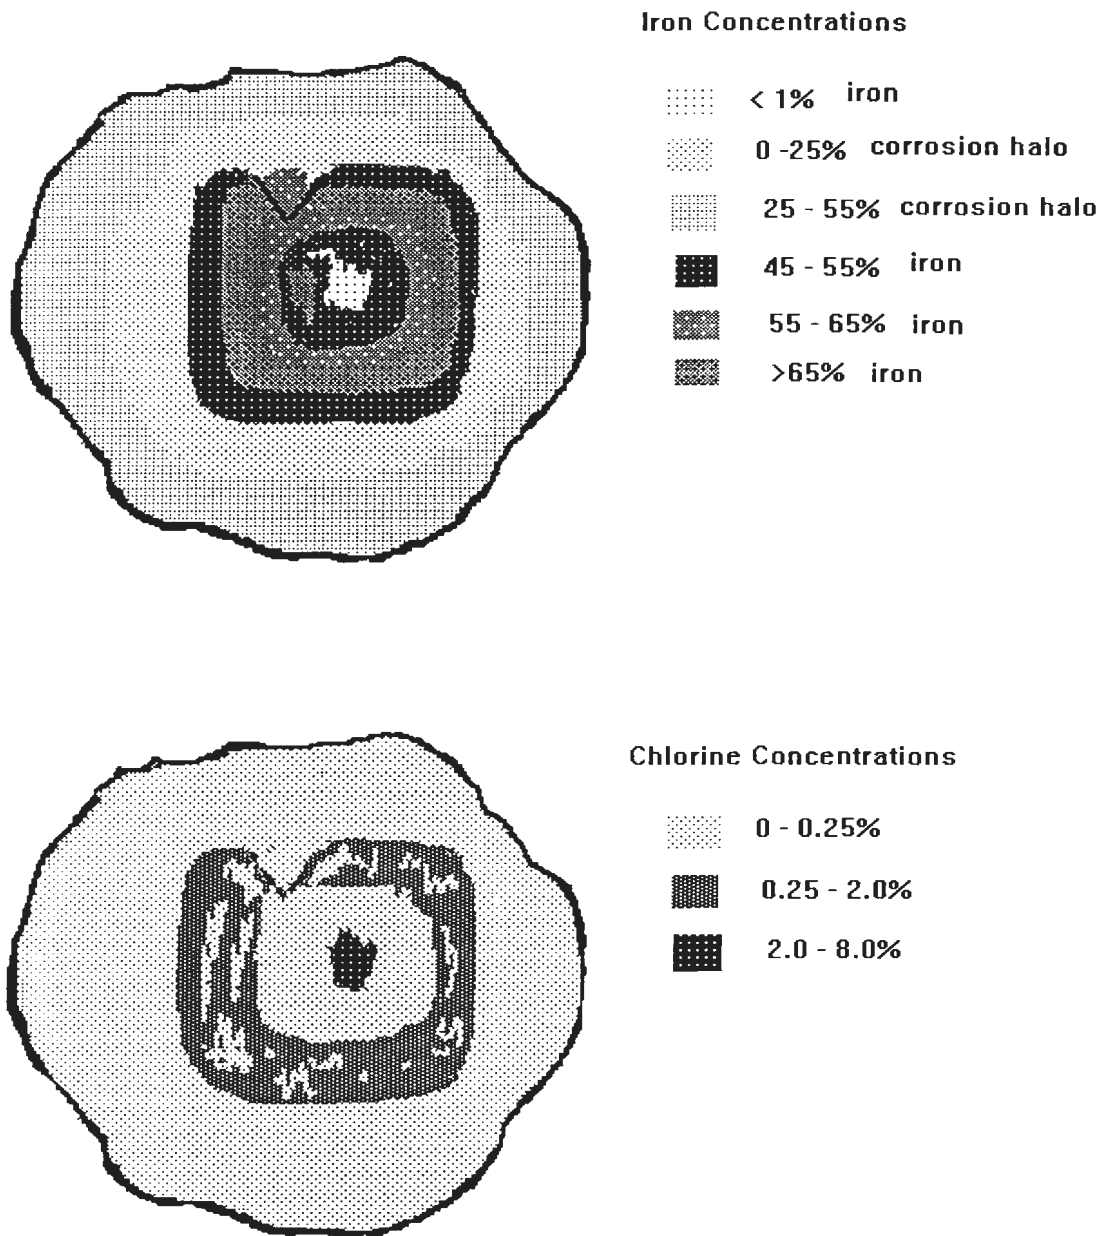 Iron Concentrations
< 1% iron
0 -25% corrosion halo
25 - 55% corrosion halo
45 - 55% iron
55 - 65% iron
>65% iron
Chlorine Concentrations
0 - 0.25%
0.25 - 2.0%
2.0 - 8.0%